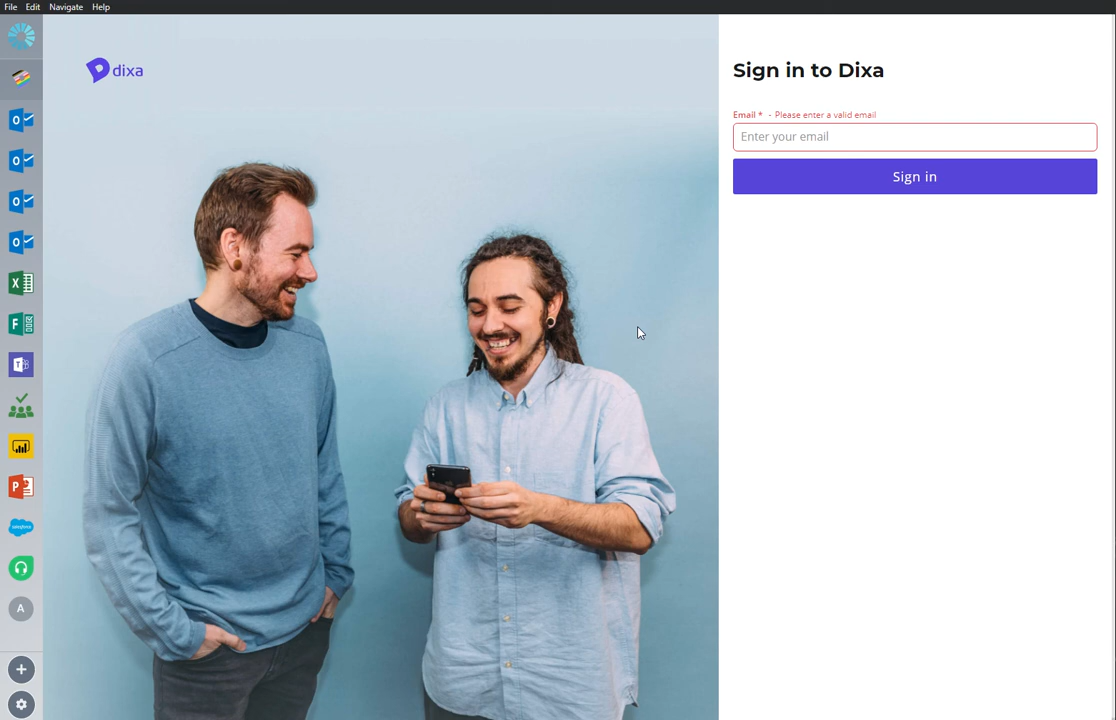 File Edit Navigate Help
dixa
Sign in to Dixa
Email * - Please enter a valid email
Enter your email
Sign in
O
O
O
O
X
F
T
P
salesforce
A